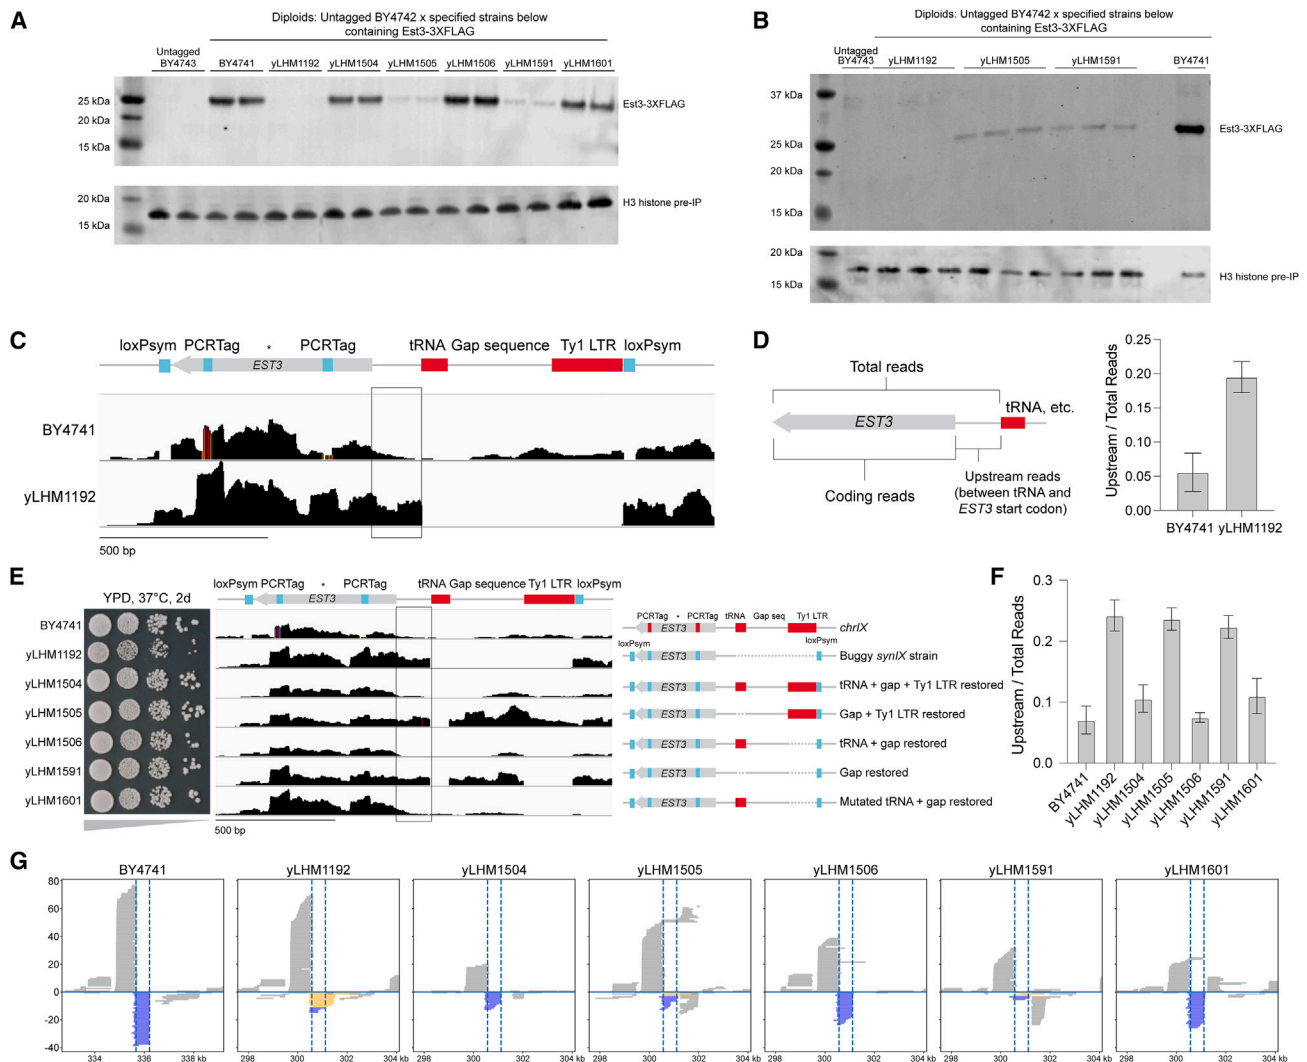 A
Diploids: Untagged BY4742 x specified strains below
containing Est3-3XFLAG
Untagged
BY4743
BY4741
yLHM1192
yLHM1504
yLHM1505
yLHM1506
yLHM1591
yLHM1601
25 kDa
20 kDa
15 kDa
Est3-3XFLAG
20 kDa
15 kDa
H3 histone pre-IP
B
Diploids: Untagged BY4742 x specified strains below
containing Est3-3XFLAG
Untagged
BY4743
yLHM1192
yLHM1505
yLHM1591
BY4741
37 kDa
25 kDa
20 kDa
15 kDa
Est3-3XFLAG
20 kDa
15 kDa
H3 histone pre-IP
C
loxPsym PCRTag * PCRTag tRNA Gap sequence Ty1 LTR loxPsym
EST3
BY4741
yLHM1192
500 bp
D
Total reads
tRNA, etc.
EST3
Coding reads
Upstream reads
(between tRNA and
EST3 start codon)
Upstream / Total Reads
0.25
0.20
0.15
0.10
0.05
0.00
BY4741 yLHM1192
E
YPD, 37°C, 2d
BY4741
yLHM1192
yLHM1504
yLHM1505
yLHM1506
yLHM1591
yLHM1601
loxPsym PCRTag * PCRTag tRNA Gap sequence Ty1 LTR loxPsym
EST3
500 bp
PCRTag * PCRTag tRNA Gap seq Ty1 LTR
EST3
chrIX
loxPsym
loxPsym
EST3
Buggy synIX strain
EST3
tRNA + gap + Ty1 LTR restored
EST3
Gap + Ty1 LTR restored
EST3
tRNA + gap restored
EST3
Gap restored
EST3
Mutated tRNA + gap restored
F
Upstream / Total Reads
0.3
0.2
0.1
0.0
BY4741
yLHM1192
yLHM1504
yLHM1505
yLHM1506
yLHM1591
yLHM1601
G
BY4741
yLHM1192
yLHM1504
yLHM1505
yLHM1506
yLHM1591
yLHM1601
80
60
40
20
0
-20
-40
334 336 338 kb
298 300 302 304 kb
298 300 302 304 kb
298 300 302 304 kb
298 300 302 304 kb
298 300 302 304 kb
298 300 302 304 kb